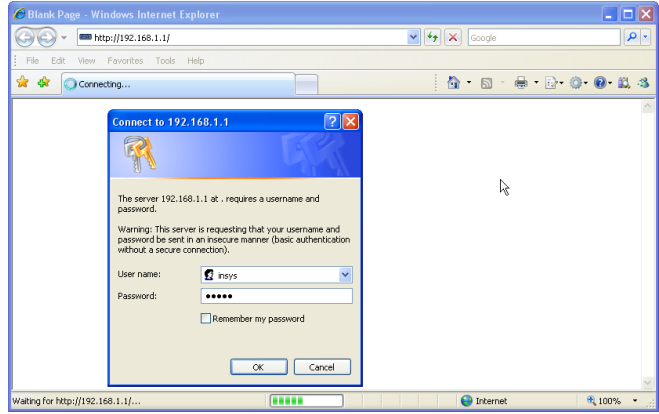 Blank Page - Windows Internet Explorer
http://192.168.1.1/
Google
File Edit View Favorites Tools Help
Connecting...
Connect to 192.168.1.1
The server 192.168.1.1 at . requires a username and
password.
Warning: This server is requesting that your username and
password be sent in an insecure manner (basic authentication
without a secure connection).
User name:
insys
Password:
●●●●●
Remember my password
OK
Cancel
Waiting for http://192.168.1.1/...
Internet
100%